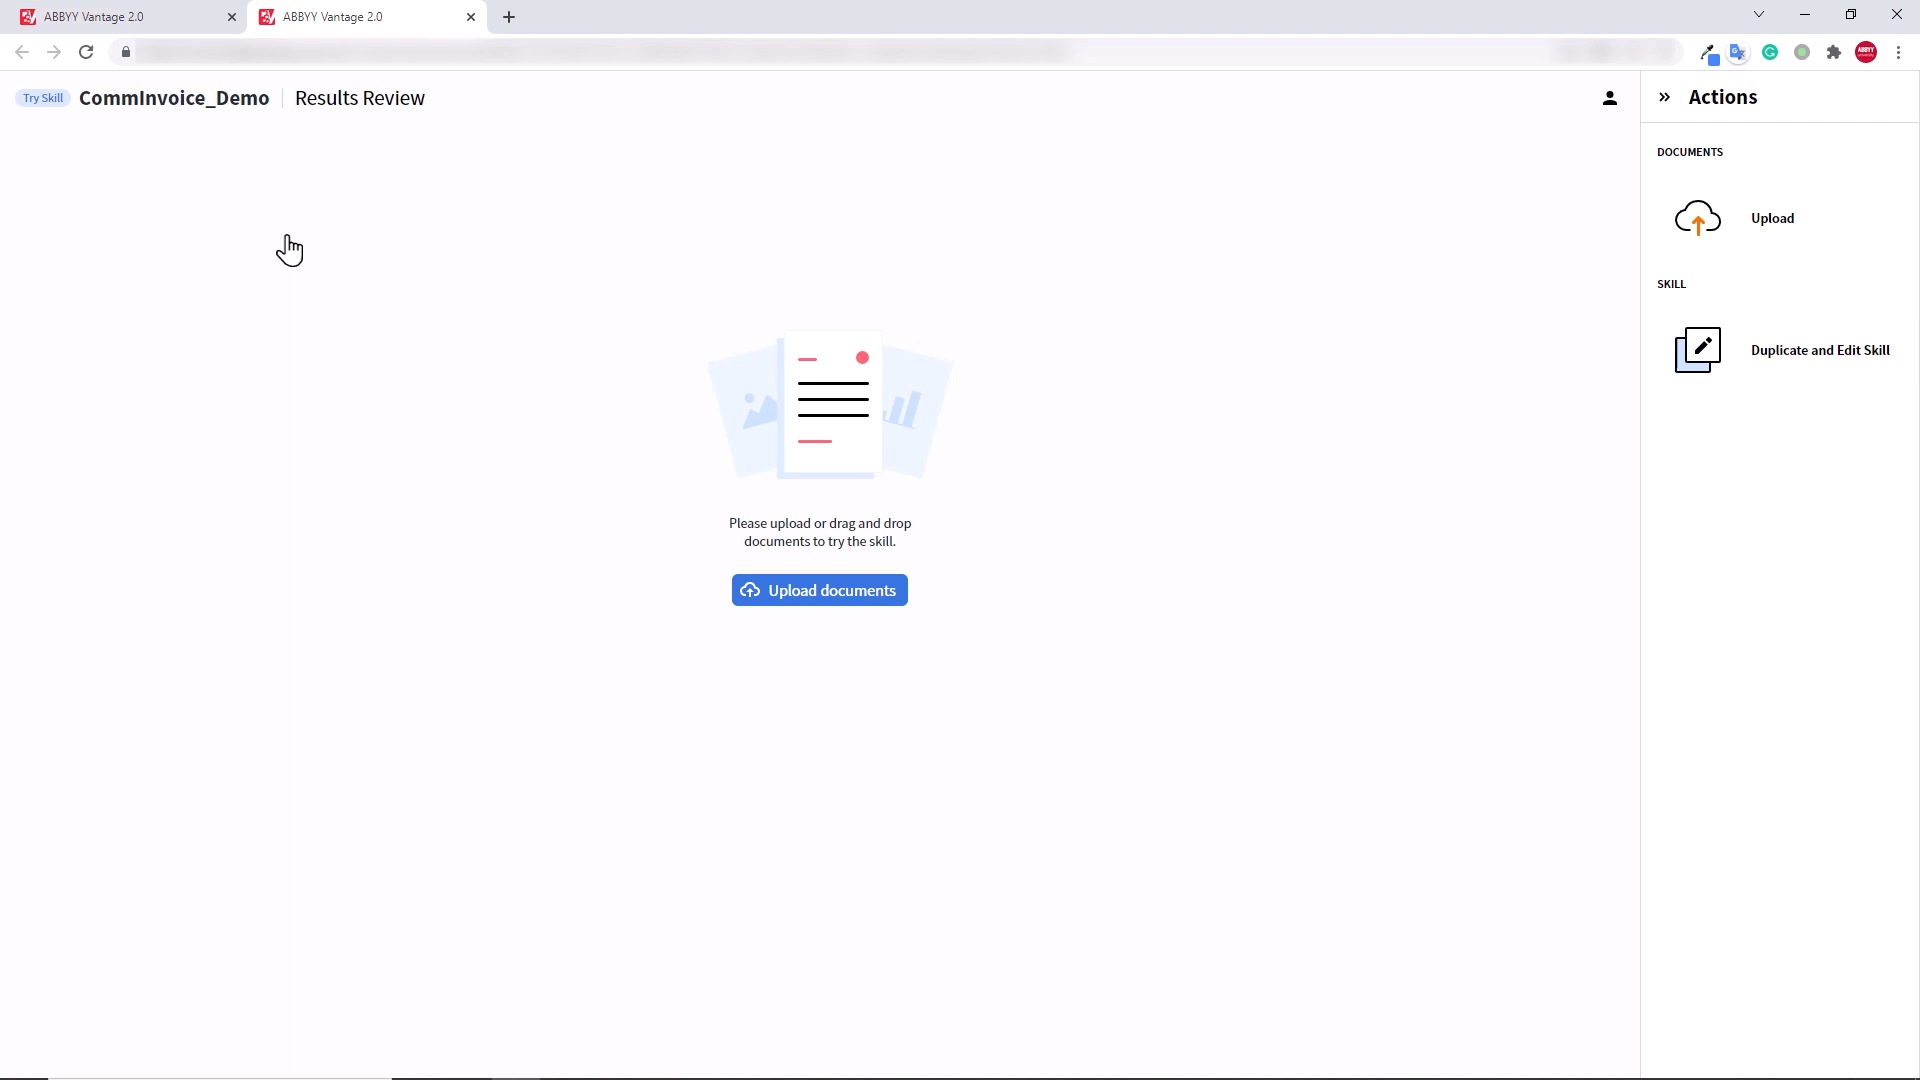 ABBYY Vantage 2.0
ABBYY Vantage 2.0
Try Skill CommInvoice_Demo Results Review
Actions
DOCUMENTS
Upload
SKILL
Duplicate and Edit Skill
Please upload or drag and drop
documents to try the skill.
Upload documents